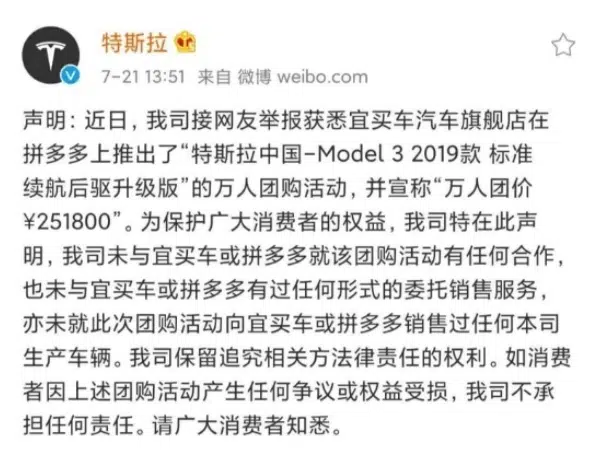 特斯拉
7-21 13:51 来自 微博 weibo.com
声明：近日，我司接网友举报获悉宜买车汽车旗舰店在
拼多多上推出了“特斯拉中国-Model 3 2019款 标准
续航后驱升级版”的万人团购活动，并宣称“万人团价
¥251800”。为保护广大消费者的权益，我司特在此声
明，我司未与宜买车或拼多多就该团购活动有任何合作，
也未与宜买车或拼多多有过任何形式的委托销售服务，
亦未就此次团购活动向宜买车或拼多多销售过任何本司
生产车辆。我司保留追究相关方法律责任的权利。如消费
者因上述团购活动产生任何争议或权益受损，我司不承
担任何责任。请广大消费者知悉。